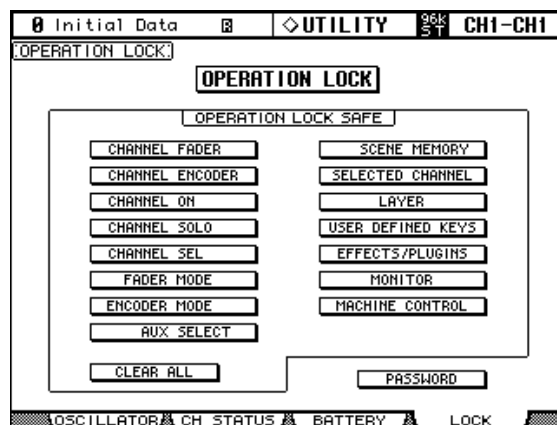 0 Initial Data R ◇UTILITY 96K ST CH1-CH1
OPERATION LOCK
OPERATION LOCK
OPERATION LOCK SAFE
CHANNEL FADER SCENE MEMORY
CHANNEL ENCODER SELECTED CHANNEL
CHANNEL ON LAYER
CHANNEL SOLO USER DEFINED KEYS
CHANNEL SEL EFFECTS/PLUGINS
FADER MODE MONITOR
ENCODER MODE MACHINE CONTROL
AUX SELECT
CLEAR ALL PASSWORD
OSCILLATOR CH STATUS BATTERY LOCK